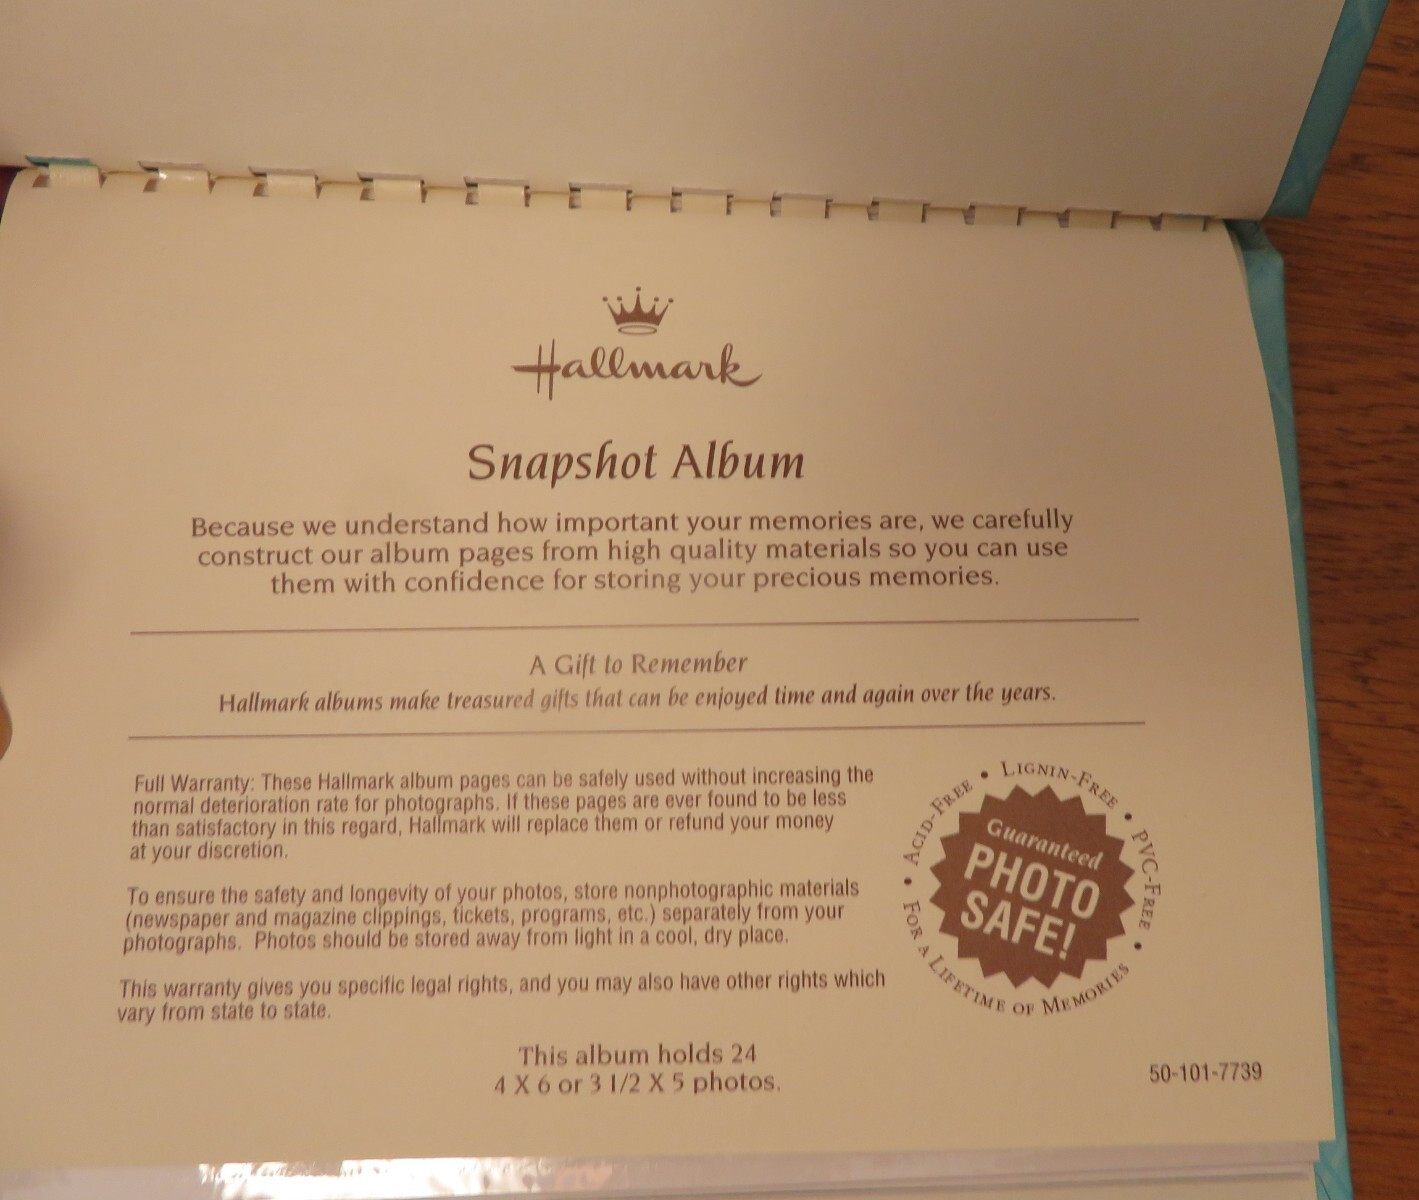 Hallmark
Snapshot Album
Because we understand how important your memories are, we carefully
construct our album pages from high quality materials so you can use
them with confidence for storing your precious memories.
A Gift to Remember
Hallmark albums make treasured gifts that can be enjoyed time and again over the years.
Full Warranty: These Hallmark album pages can be safely used without increasing the
normal deterioration rate for photographs. If these pages are ever found to be less
than satisfactory in this regard, Hallmark will replace them or refund your money
at your discretion.
To ensure the safety and longevity of your photos, store nonphotographic materials
(newspaper and magazine clippings, tickets, programs, etc.) separately from your
photographs. Photos should be stored away from light in a cool, dry place.
This warranty gives you specific legal rights, and you may also have other rights which
vary from state to state.
• ACID-FREE • LIGNIN-FREE • PVC-FREE •
FOR A LIFETIME OF MEMORIES
Guaranteed
PHOTO
SAFE!
This album holds 24
4 X 6 or 3 1/2 X 5 photos.
50-101-7739